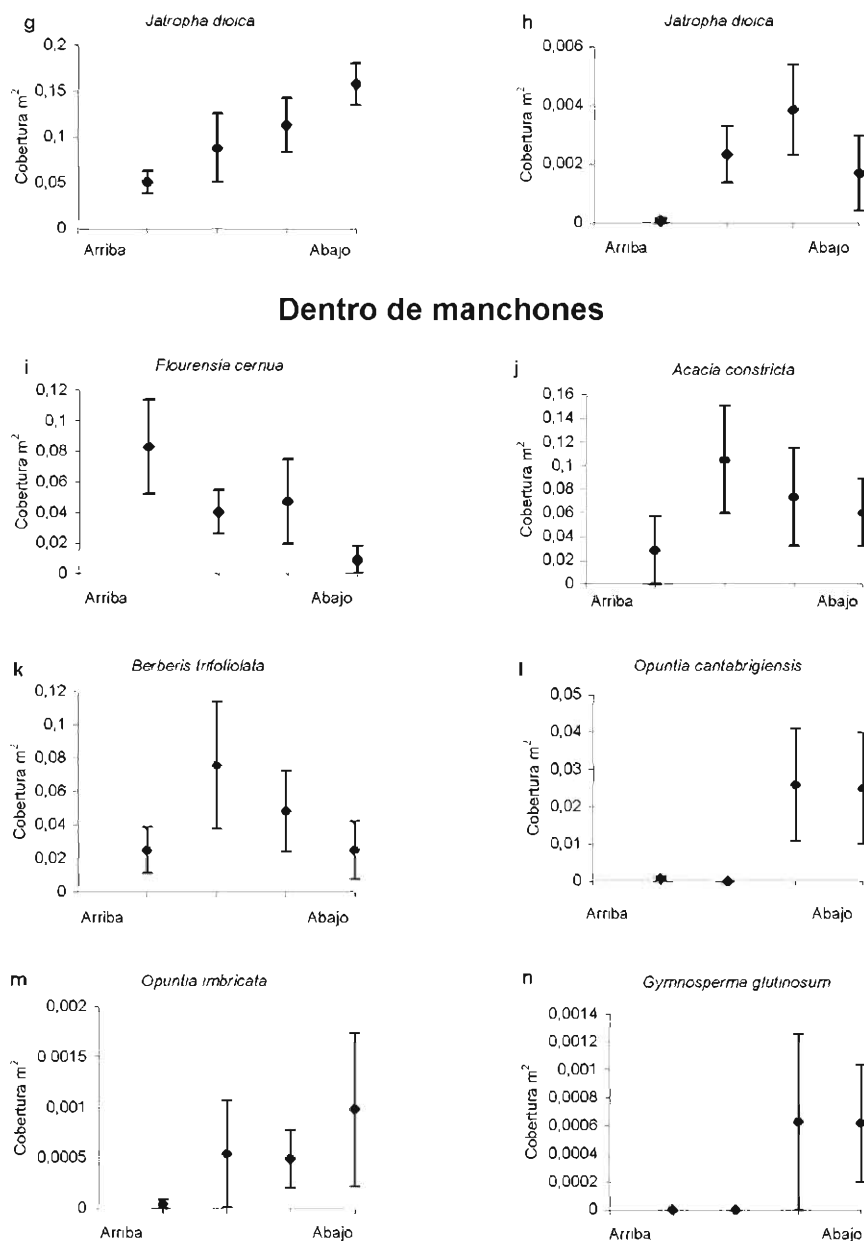 g
Jatropha dioica
Cobertura m²
0,2
0,15
0,1
0,05
0
Arriba Abajo
h
Jatropha dioica
Cobertura m²
0,006
0,004
0,002
0
Arriba Abajo
Dentro de manchones
i
Flourensia cernua
Cobertura m²
0,12
0,1
0,08
0,06
0,04
0,02
0
Arriba Abajo
j
Acacia constricta
Cobertura m²
0,16
0,14
0,12
0,1
0,08
0,06
0,04
0,02
0
Arriba Abajo
k
Berberis trifoliolata
Cobertura m²
0,12
0,1
0,08
0,06
0,04
0,02
0
Arriba Abajo
l
Opuntia cantabrigiensis
Cobertura m²
0,05
0,04
0,03
0,02
0,01
0
Arriba Abajo
m
Opuntia imbricata
Cobertura m²
0,002
0 0015
0,001
0,0005
0
Arriba Abajo
n
Gymnosperma glutinosum
Cobertura m²
0,0014
0,0012
0,001
0,0008
0,0006
0,0004
0,0002
0
Arriba Abajo